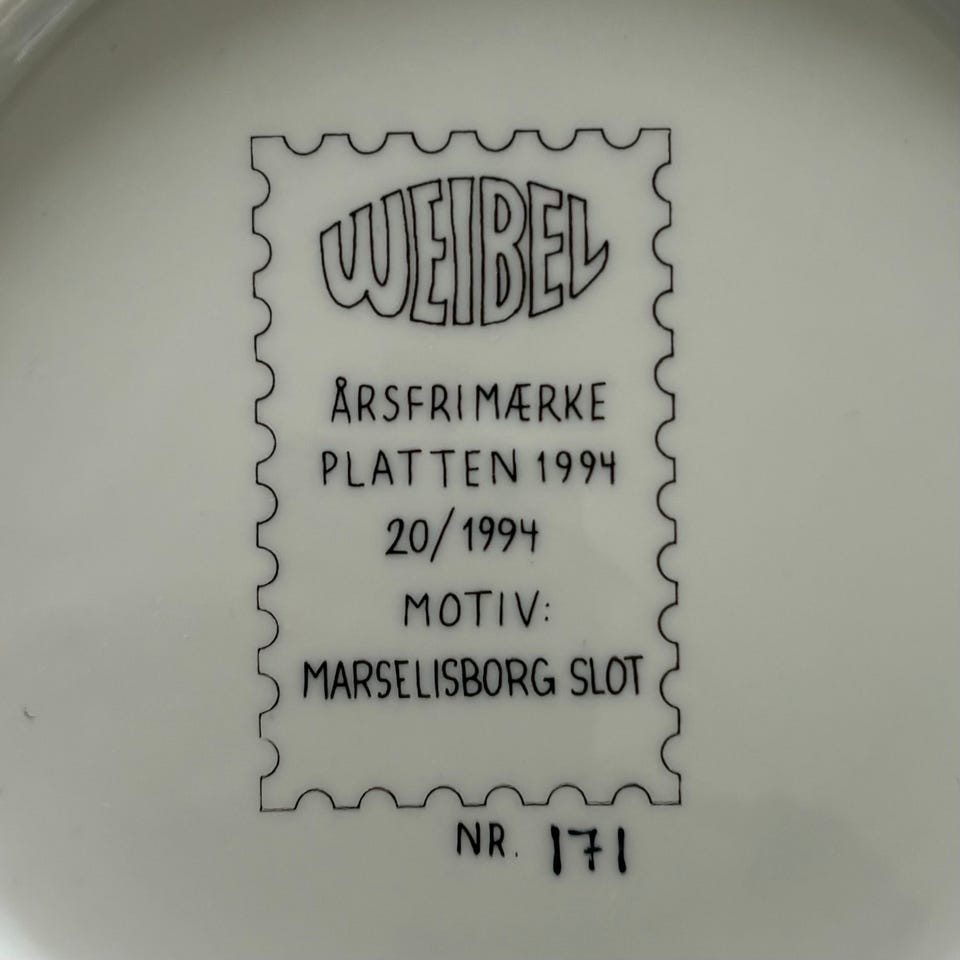 WEIBEL
ÅRSFRIMÆRKE
PLATTEN 1994
20/1994
MOTIV:
MARSELISBORG SLOT
NR. 171